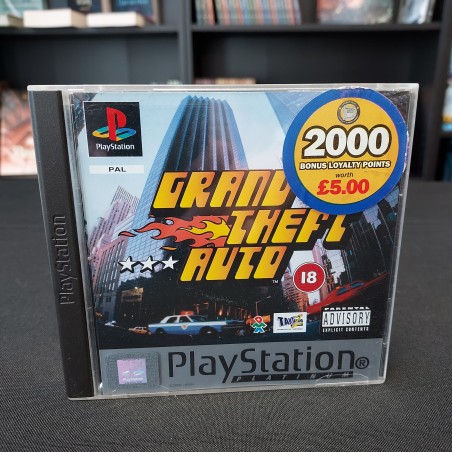 PlayStation
PlayStation
PAL
2000
BONUS LOYALTY POINTS
worth
£5.00
GRAND
THEFT
AUTO
TM
18
PARENTAL
ADVISORY
EXPLICIT CONTENT
PlayStation®
PLATINUM